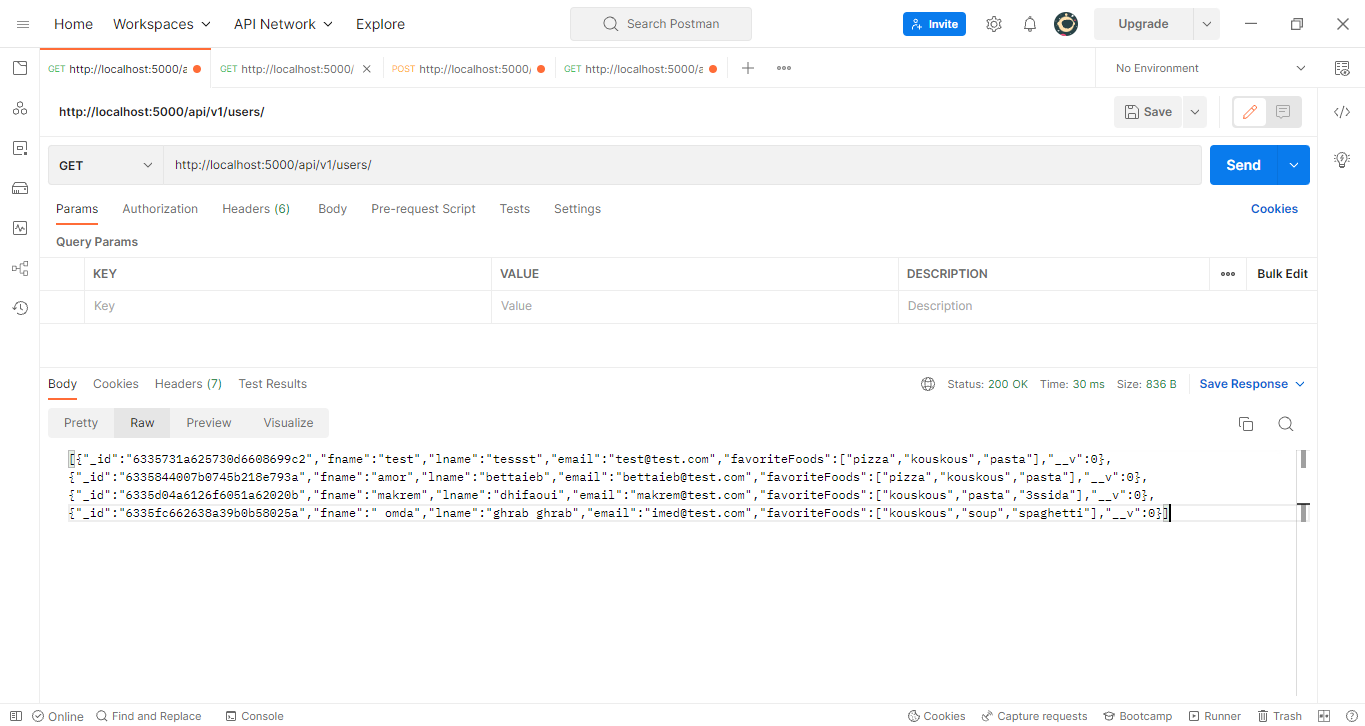 Home Workspaces API Network Explore Search Postman Invite Upgrade
GET http://localhost:5000/a GET http://localhost:5000/ POST http://localhost:5000/ GET http://localhost:5000/a No Environment
http://localhost:5000/api/v1/users/ Save
GET http://localhost:5000/api/v1/users/ Send
Params Authorization Headers (6) Body Pre-request Script Tests Settings Cookies
Query Params
KEY VALUE DESCRIPTION Bulk Edit
Key Value Description
Body Cookies Headers (7) Test Results Status: 200 OK Time: 30 ms Size: 836 B Save Response
Pretty Raw Preview Visualize
[{"_id":"6335731a625730d6608699c2","fname":"test","lname":"tessst","email":"test@test.com","favoriteFoods":["pizza","kouskous","pasta"],"__v":0},
{"_id":"6335844007b0745b218e793a","fname":"amor","lname":"bettaieb","email":"bettaieb@test.com","favoriteFoods":["pizza","kouskous","pasta"],"__v":0},
{"_id":"6335d04a6126f6051a62020b","fname":"makrem","lname":"dhifaoui","email":"makrem@test.com","favoriteFoods":["kouskous","pasta","3ssida"],"__v":0},
{"_id":"6335fc662638a39b0b58025a","fname":" omda","lname":"ghrab ghrab","email":"imed@test.com","favoriteFoods":["kouskous","soup","spaghetti"],"__v":0}]
Online Find and Replace Console Cookies Capture requests Bootcamp Runner Trash